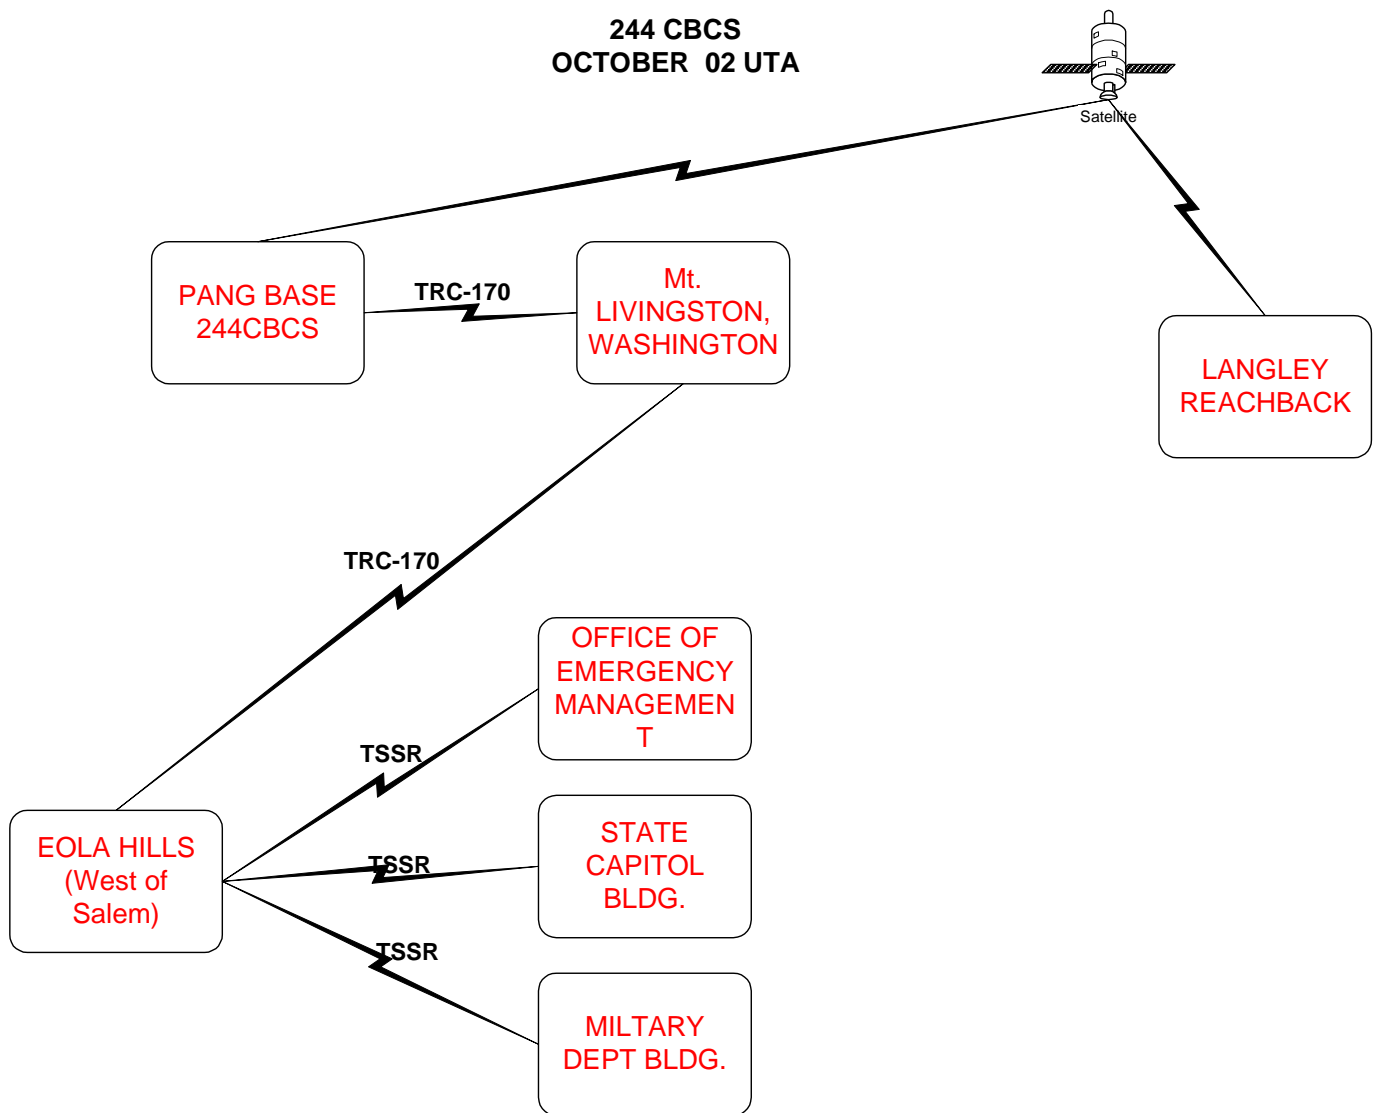 244 CBCS
OCTOBER 02 UTA
Satellite
PANG BASE
244CBCS
TRC-170
Mt.
LIVINGSTON,
WASHINGTON
LANGLEY
REACHBACK
TRC-170
OFFICE OF
EMERGENCY
MANAGEMEN
T
TSSR
EOLA HILLS
(West of
Salem)
TSSR
STATE
CAPITOL
BLDG.
TSSR
MILTARY
DEPT BLDG.